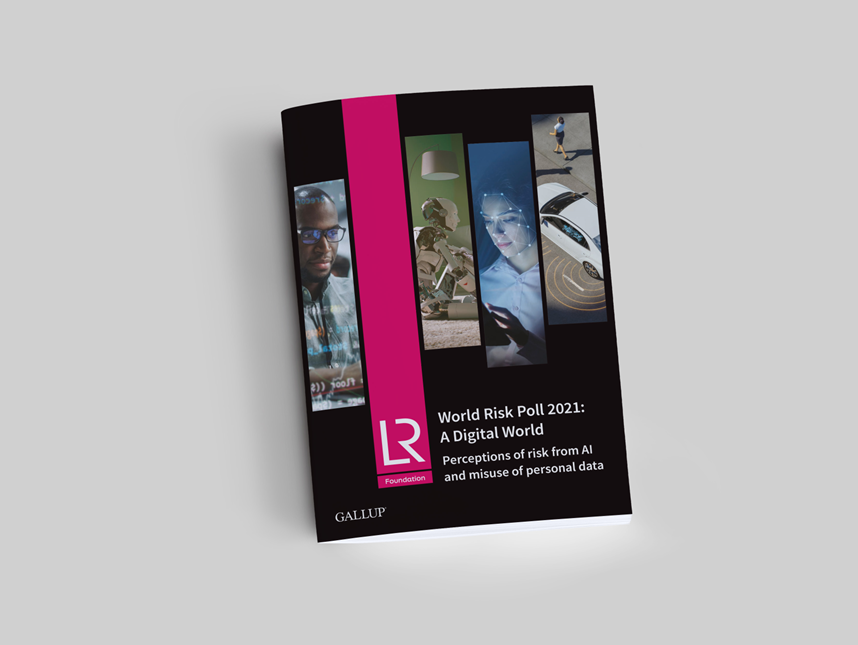 World Risk Poll 2021:
A Digital World
Perceptions of risk from AI
and misuse of personal data
LR
Foundation
GALLUP